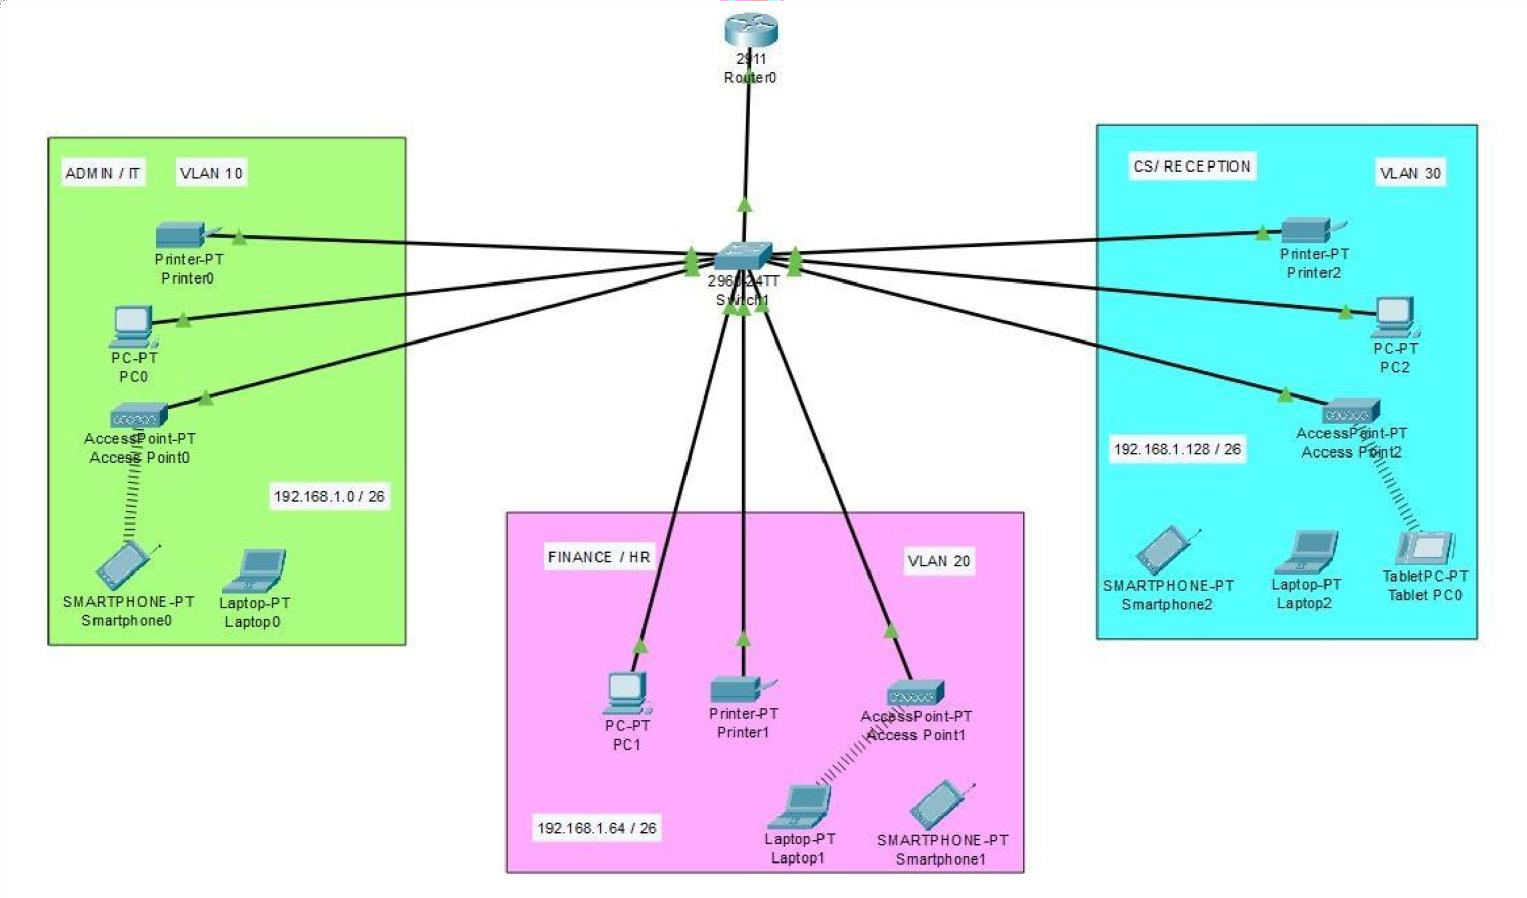 2911
Router0
ADMIN / IT
VLAN 10
Printer-PT
Printer0
PC-PT
PC0
AccessPoint-PT
Access Point0
192.168.1.0 / 26
SMARTPHONE-PT
Smartphone0
Laptop-PT
Laptop0
2960-24TT
Switch1
FINANCE / HR
VLAN 20
PC-PT
PC1
Printer-PT
Printer1
AccessPoint-PT
Access Point1
192.168.1.64 / 26
Laptop-PT
Laptop1
SMARTPHONE-PT
Smartphone1
CS/ RECEPTION
VLAN 30
Printer-PT
Printer2
PC-PT
PC2
AccessPoint-PT
Access Point2
192.168.1.128 / 26
SMARTPHONE-PT
Smartphone2
Laptop-PT
Laptop2
TabletPC-PT
Tablet PC0